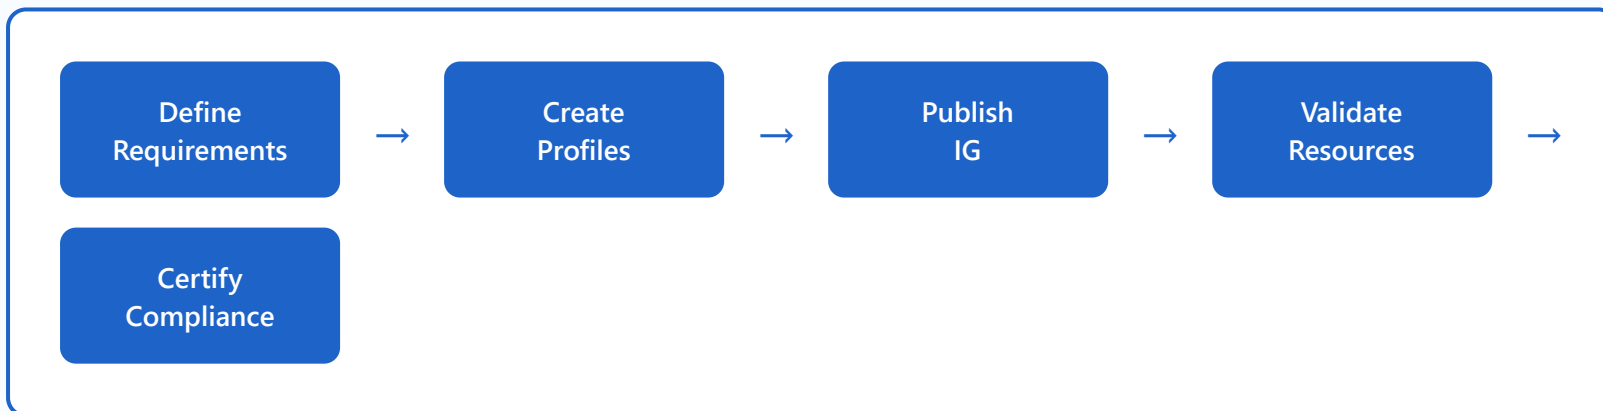 Define
Requirements
→
Create
Profiles
→
Publish
IG
→
Validate
Resources
→
Certify
Compliance